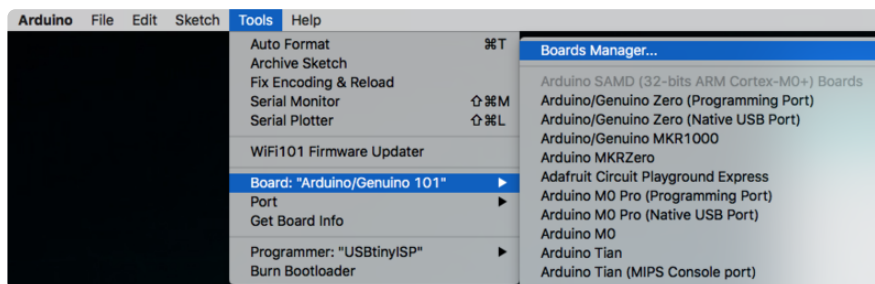 Arduino File Edit Sketch Tools Help
Auto Format ⌘T
Archive Sketch
Fix Encoding & Reload
Serial Monitor ⇧⌘M
Serial Plotter ⇧⌘L
WiFi101 Firmware Updater
Board: "Arduino/Genuino 101" ▶
Port ▶
Get Board Info
Programmer: "USBtinyISP" ▶
Burn Bootloader
Boards Manager...
Arduino SAMD (32-bits ARM Cortex-M0+) Boards
Arduino/Genuino Zero (Programming Port)
Arduino/Genuino Zero (Native USB Port)
Arduino/Genuino MKR1000
Arduino MKRZero
Adafruit Circuit Playground Express
Arduino M0 Pro (Programming Port)
Arduino M0 Pro (Native USB Port)
Arduino M0
Arduino Tian
Arduino Tian (MIPS Console port)